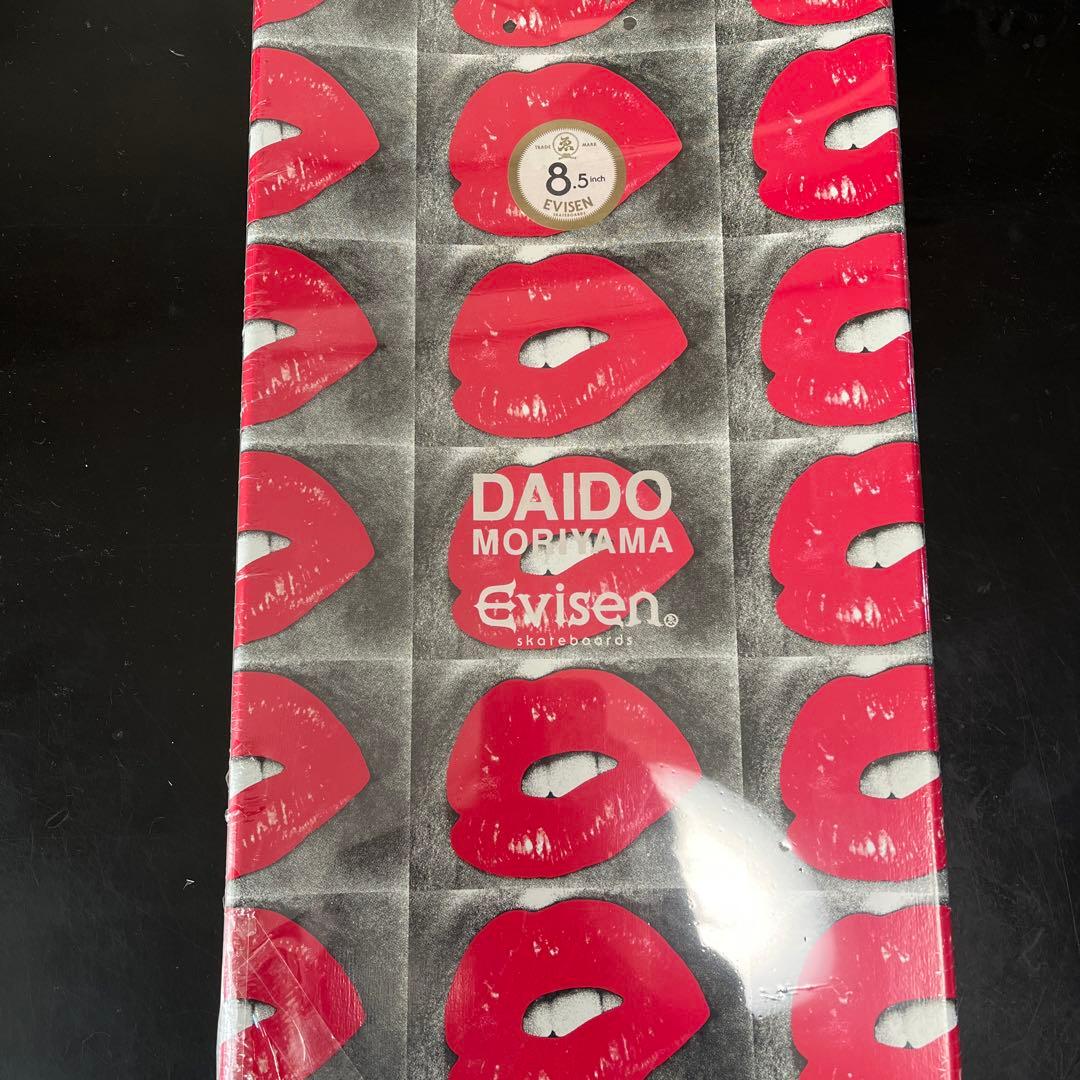 TRADE MARK
8.5 inch
EVISEN
SKATEBOARDS
DAIDO
MORIYAMA
Evisen®
skateboards